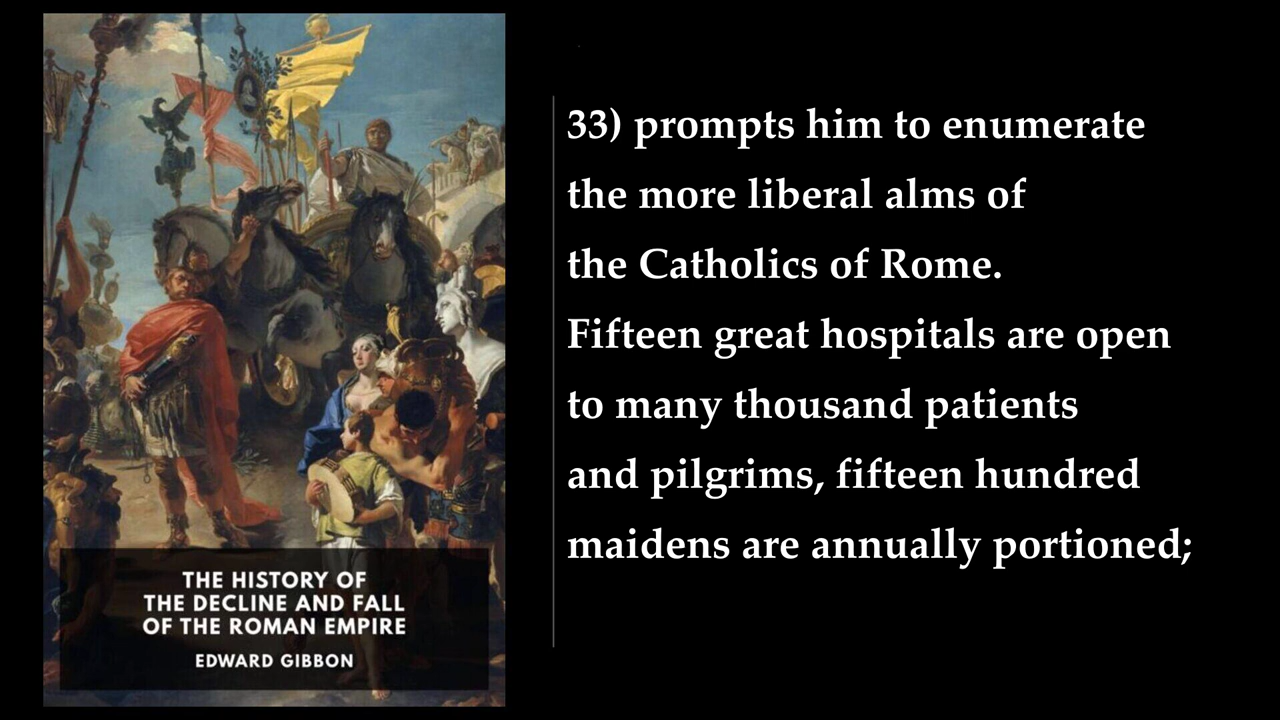 33) prompts him to enumerate
the more liberal alms of
the Catholics of Rome.
Fifteen great hospitals are open
to many thousand patients
and pilgrims, fifteen hundred
maidens are annually portioned;
THE HISTORY OF
THE DECLINE AND FALL
OF THE ROMAN EMPIRE
EDWARD GIBBON